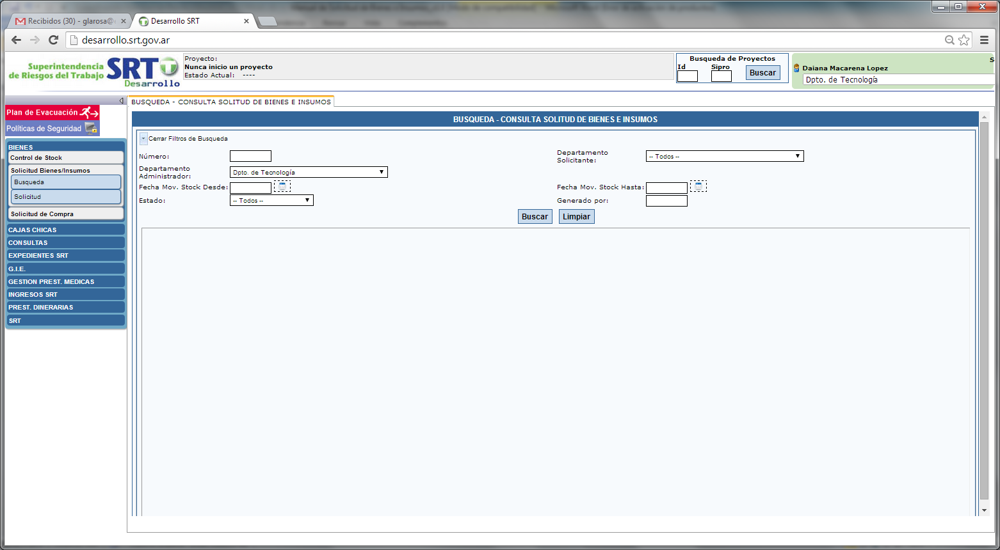 Recibidos (30) - glarosa@
Desarrollo SRT
desarrollo.srt.gov.ar
Superintendencia
de Riesgos del Trabajo
SRT
Desarrollo
Proyecto:
Nunca inicio un proyecto
Estado Actual: ----
Busqueda de Proyectos
Id
Sipro
Buscar
S
Daiana Macarena Lopez
Dpto. de Tecnología
Plan de Evacuación
Políticas de Seguridad
BIENES
Control de Stock
Solicitud Bienes/Insumos
Busqueda
Solicitud
Solicitud de Compra
CAJAS CHICAS
CONSULTAS
EXPEDIENTES SRT
G.I.E.
GESTION PREST. MEDICAS
INGRESOS SRT
PREST. DINERARIAS
SRT
BUSQUEDA - CONSULTA SOLITUD DE BIENES E INSUMOS
BUSQUEDA - CONSULTA SOLITUD DE BIENES E INSUMOS
Cerrar Filtros de Busqueda
Número:
Departamento
Solicitante:
-- Todos --
Departamento
Administrador:
Dpto. de Tecnología
Fecha Mov. Stock Desde:
Fecha Mov. Stock Hasta:
Estado:
-- Todos --
Generado por:
Buscar
Limpiar